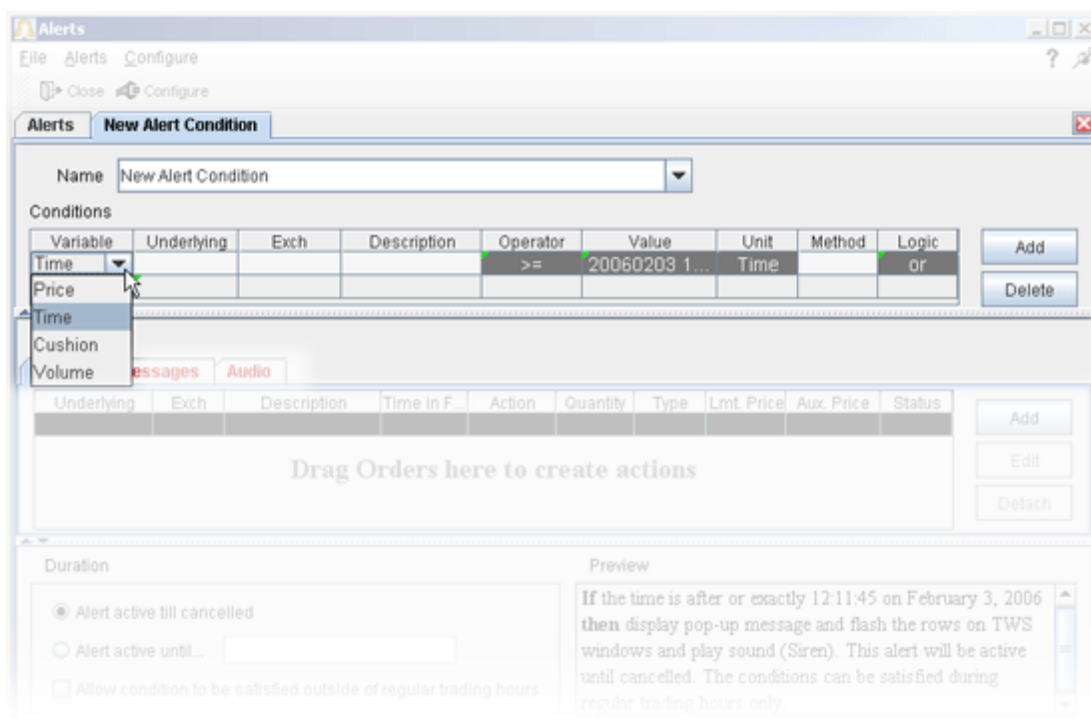 Alerts
File Alerts Configure
?
Close Configure
Alerts New Alert Condition
Name New Alert Condition
Conditions
Variable Underlying Exch Description Operator Value Unit Method Logic
Add
Time >= 20060203 1... Time or
Price
Delete
Time
Cushion
Volume essages Audio
Underlying Exch Description Time in F... Action Quantity Type Lmt. Price Aux. Price Status
Add
Drag Orders here to create actions
Edit
Detach
Duration Preview
If the time is after or exactly 12:11:45 on February 3, 2006
Alert active till cancelled
then display pop-up message and flash the rows on TWS
Alert active until...
windows and play sound (Siren). This alert will be active
until cancelled. The conditions can be satisfied during
Allow condition to be satisfied outside of regular trading hours
regular trading hours only.